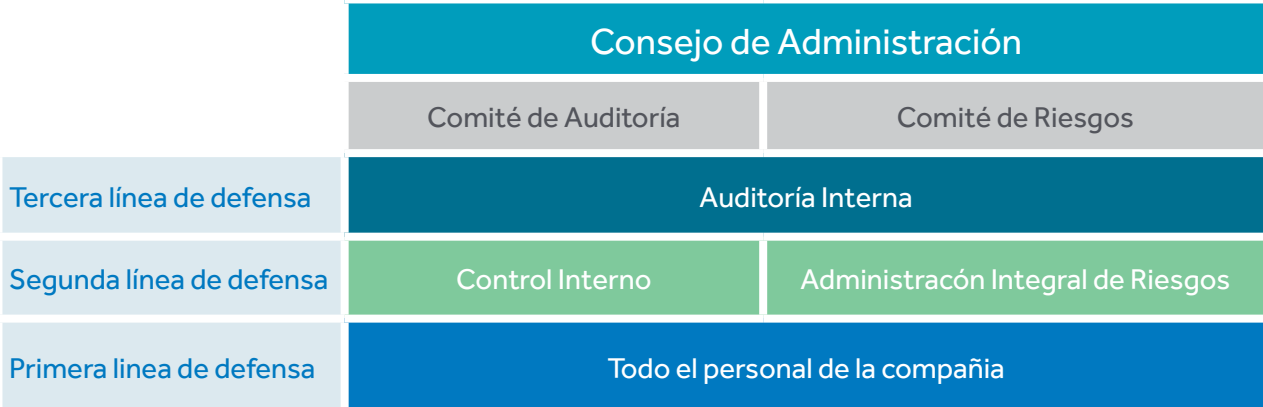 Consejo de Administración
Comité de Auditoría
Comité de Riesgos
Tercera línea de defensa
Auditoría Interna
Segunda línea de defensa
Control Interno
Administracón Integral de Riesgos
Primera linea de defensa
Todo el personal de la compañia